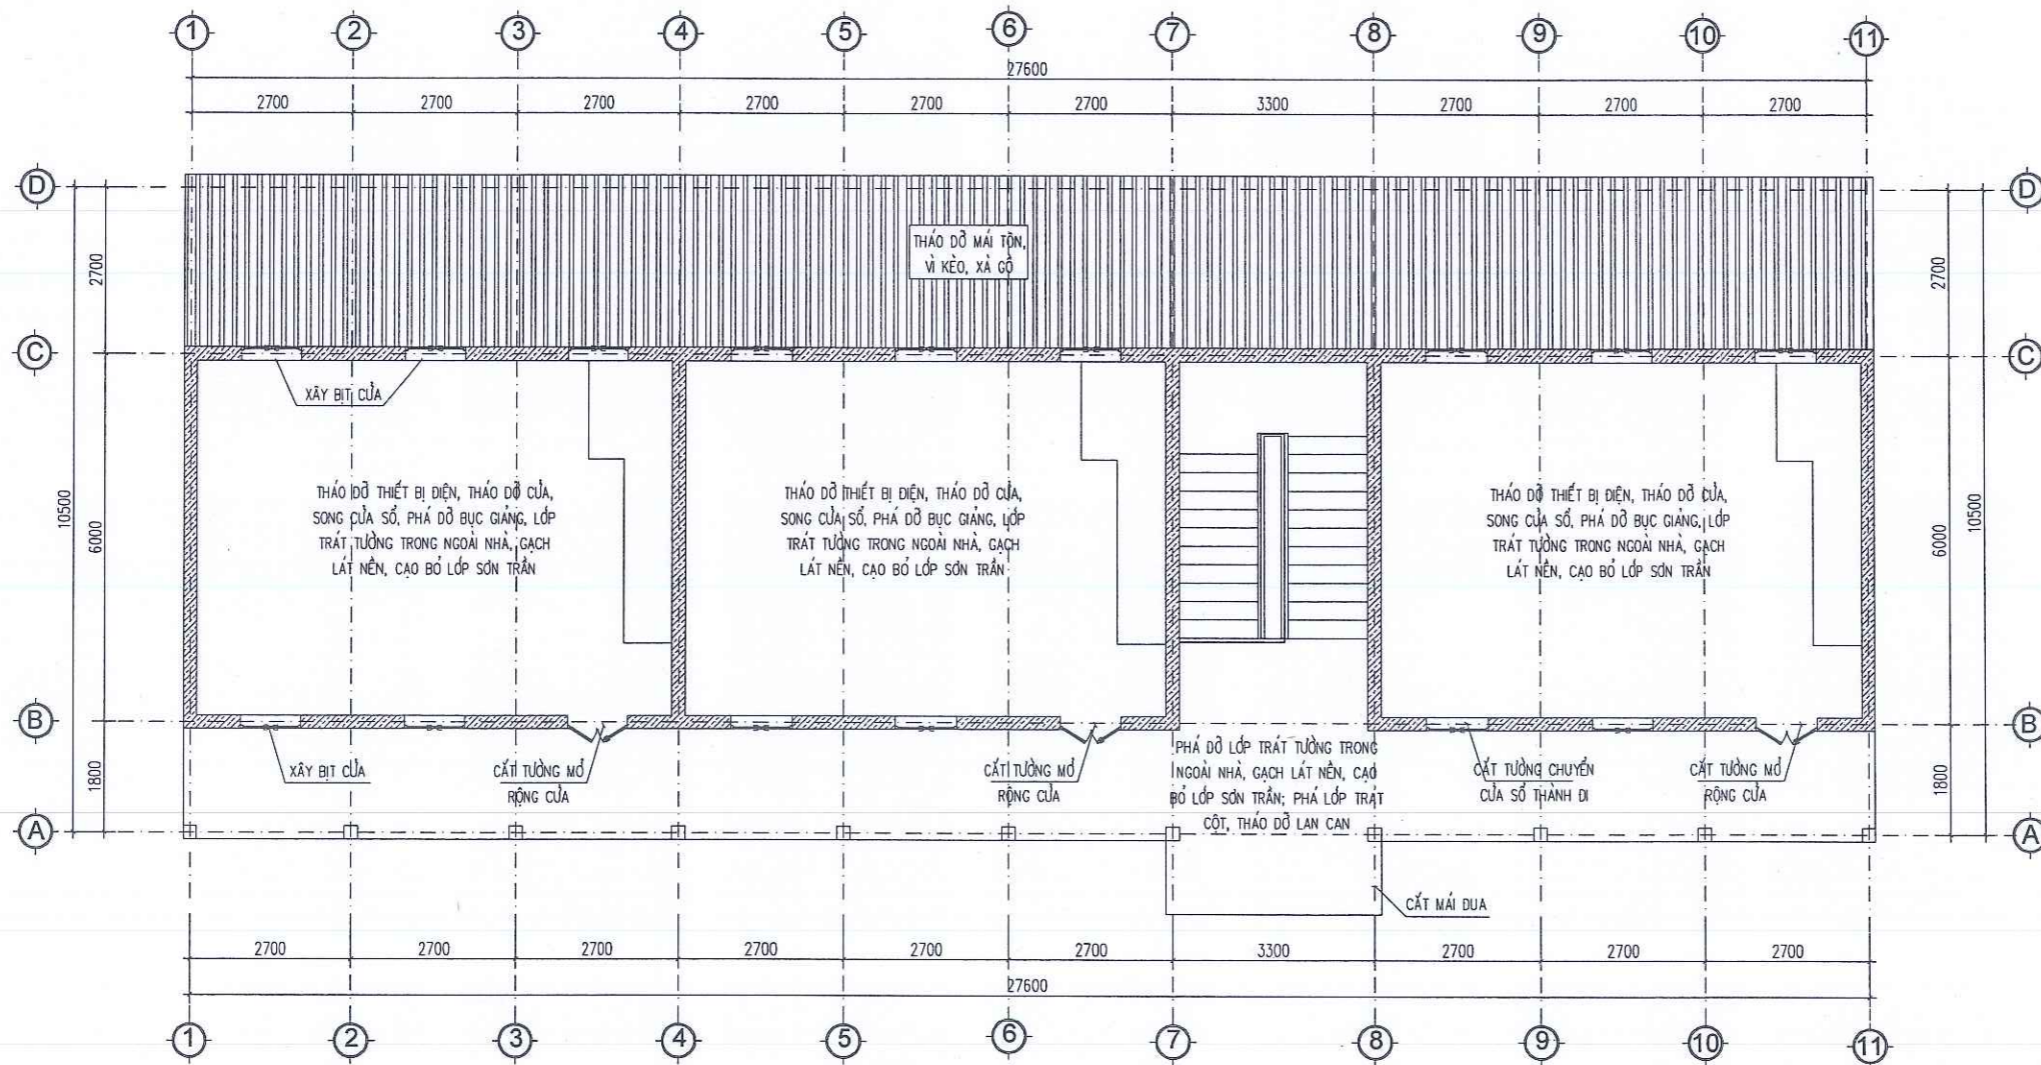 1 2 3 4 5 6 7 8 9 10 11
27600
2700 2700 2700 2700 2700 2700 3300 2700 2700 2700
D D
THÁO DỠ MÁI TÔN,
VÌ KÈO, XÀ GỒ
2700 2700
C C
XÂY BỊT CỬA
THÁO DỠ THIẾT BỊ ĐIỆN, THÁO DỠ CỬA,
SONG CỬA SỔ, PHÁ DỠ BỤC GIẢNG, LỚP
TRÁT TƯỜNG TRONG NGOÀI NHÀ, GẠCH
LÁT NỀN, CẠO BỎ LỚP SƠN TRẦN
THÁO DỠ THIẾT BỊ ĐIỆN, THÁO DỠ CỬA,
SONG CỬA SỔ, PHÁ DỠ BỤC GIẢNG, LỚP
TRÁT TƯỜNG TRONG NGOÀI NHÀ, GẠCH
LÁT NỀN, CẠO BỎ LỚP SƠN TRẦN
THÁO DỠ THIẾT BỊ ĐIỆN, THÁO DỠ CỬA,
SONG CỬA SỔ, PHÁ DỠ BỤC GIẢNG, LỚP
TRÁT TƯỜNG TRONG NGOÀI NHÀ, GẠCH
LÁT NỀN, CẠO BỎ LỚP SƠN TRẦN
10500 6000 6000 10500
B B
XÂY BỊT CỬA
CẮT TƯỜNG MỞ
RỘNG CỬA
CẮT TƯỜNG MỞ
RỘNG CỬA
PHÁ DỠ LỚP TRÁT TƯỜNG TRONG
NGOÀI NHÀ, GẠCH LÁT NỀN, CẠO
BỎ LỚP SƠN TRẦN; PHÁ LỚP TRÁT
CỘT, THÁO DỠ LAN CAN
CẮT TƯỜNG CHUYỂN
CỬA SỔ THÀNH ĐI
CẮT TƯỜNG MỞ
RỘNG CỬA
1800 1800
A A
CẮT MÁI ĐUA
2700 2700 2700 2700 2700 2700 3300 2700 2700 2700
27600
1 2 3 4 5 6 7 8 9 10 11